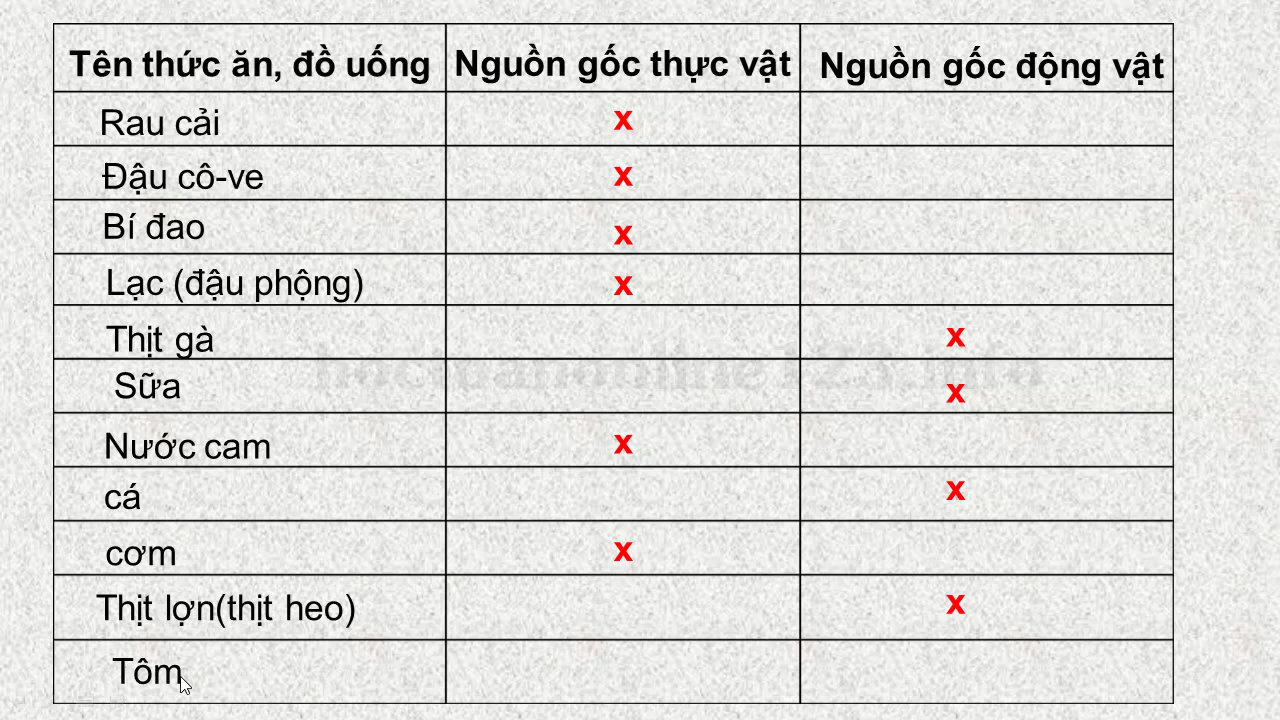 Tên thức ăn, đồ uống Nguồn gốc thực vật Nguồn gốc động vật
Rau cải x
Đậu cô-ve x
Bí đao x
Lạc (đậu phộng) x
Thịt gà x
Sữa x
Nước cam x
cá x
cơm x
Thịt lợn(thịt heo) x
Tôm